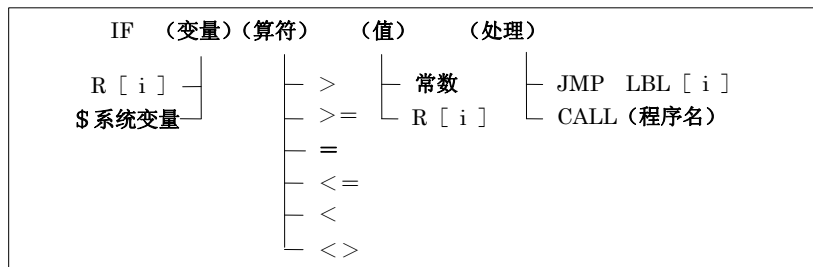 IF （变量）（算符） （值） （处理）
R [ i ] > 常数 JMP LBL [ i ]
$系统变量 >= R [ i ] CALL（程序名）
=
<=
<
<>